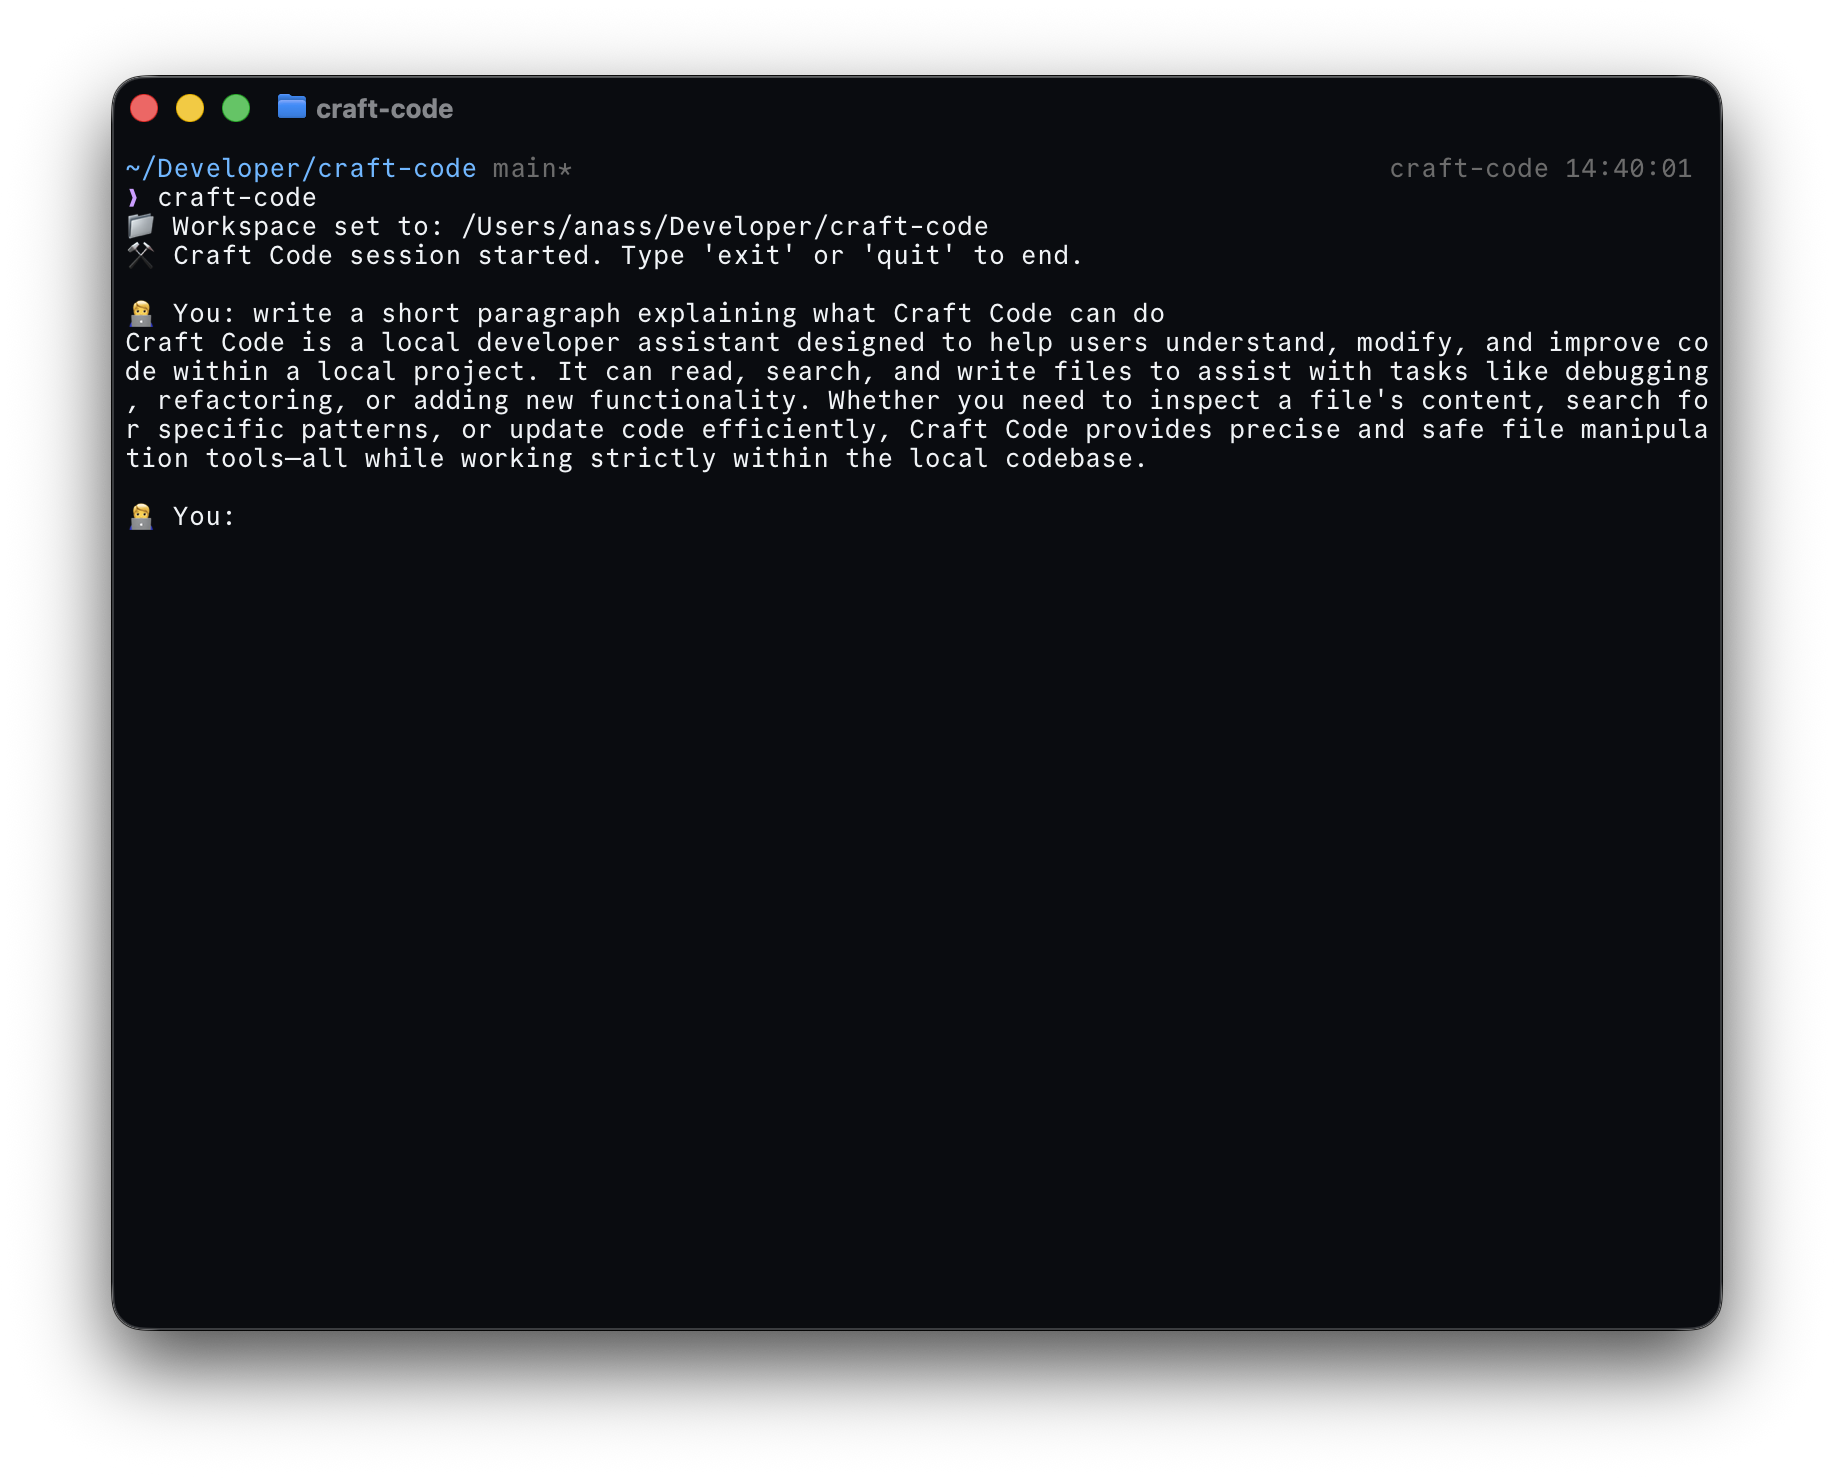 craft-code
~/Developer/craft-code main* craft-code 14:40:01
❯ craft-code
📁 Workspace set to: /Users/anass/Developer/craft-code
⚒️ Craft Code session started. Type 'exit' or 'quit' to end.
🧑‍💻 You: write a short paragraph explaining what Craft Code can do
Craft Code is a local developer assistant designed to help users understand, modify, and improve co
de within a local project. It can read, search, and write files to assist with tasks like debugging
, refactoring, or adding new functionality. Whether you need to inspect a file's content, search fo
r specific patterns, or update code efficiently, Craft Code provides precise and safe file manipula
tion tools—all while working strictly within the local codebase.
🧑‍💻 You: